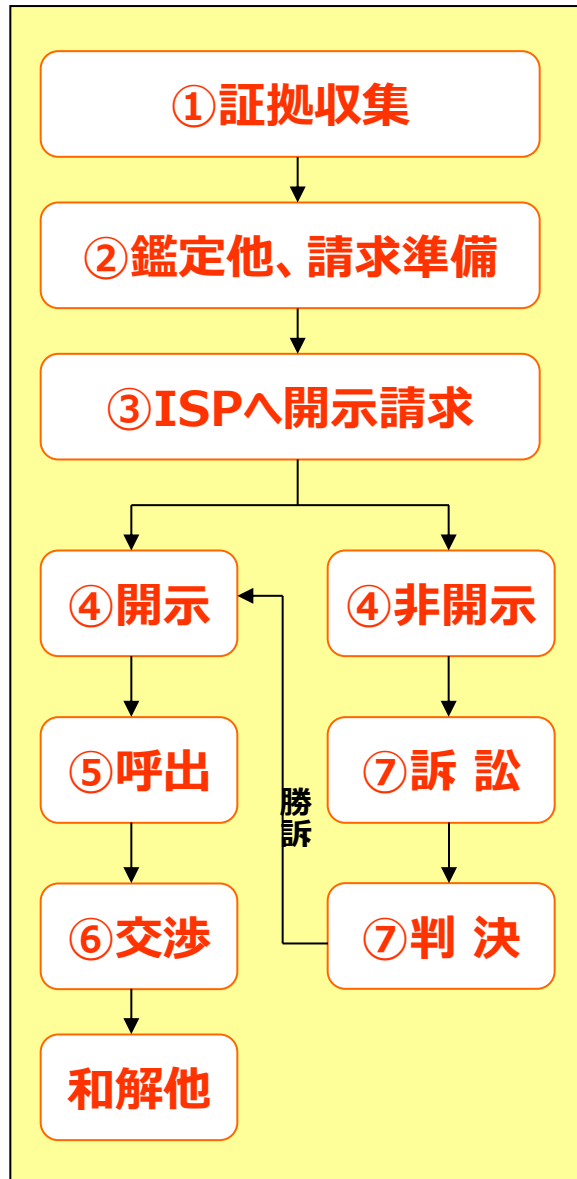 ①証拠収集
②鑑定他、請求準備
③ISPへ開示請求
④開示
④非開示
⑤呼出
⑦訴 訟
勝訴
⑥交渉
⑦判 決
和解他